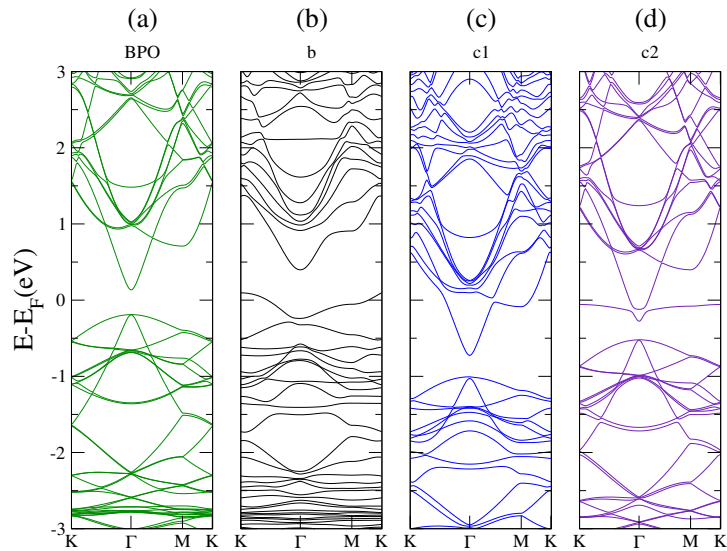 (a) (b) (c) (d)
BPO b c1 c2
E-E_F(eV)
3
2
1
0
-1
-2
-3
K Γ M K K Γ M K K Γ M K K Γ M K